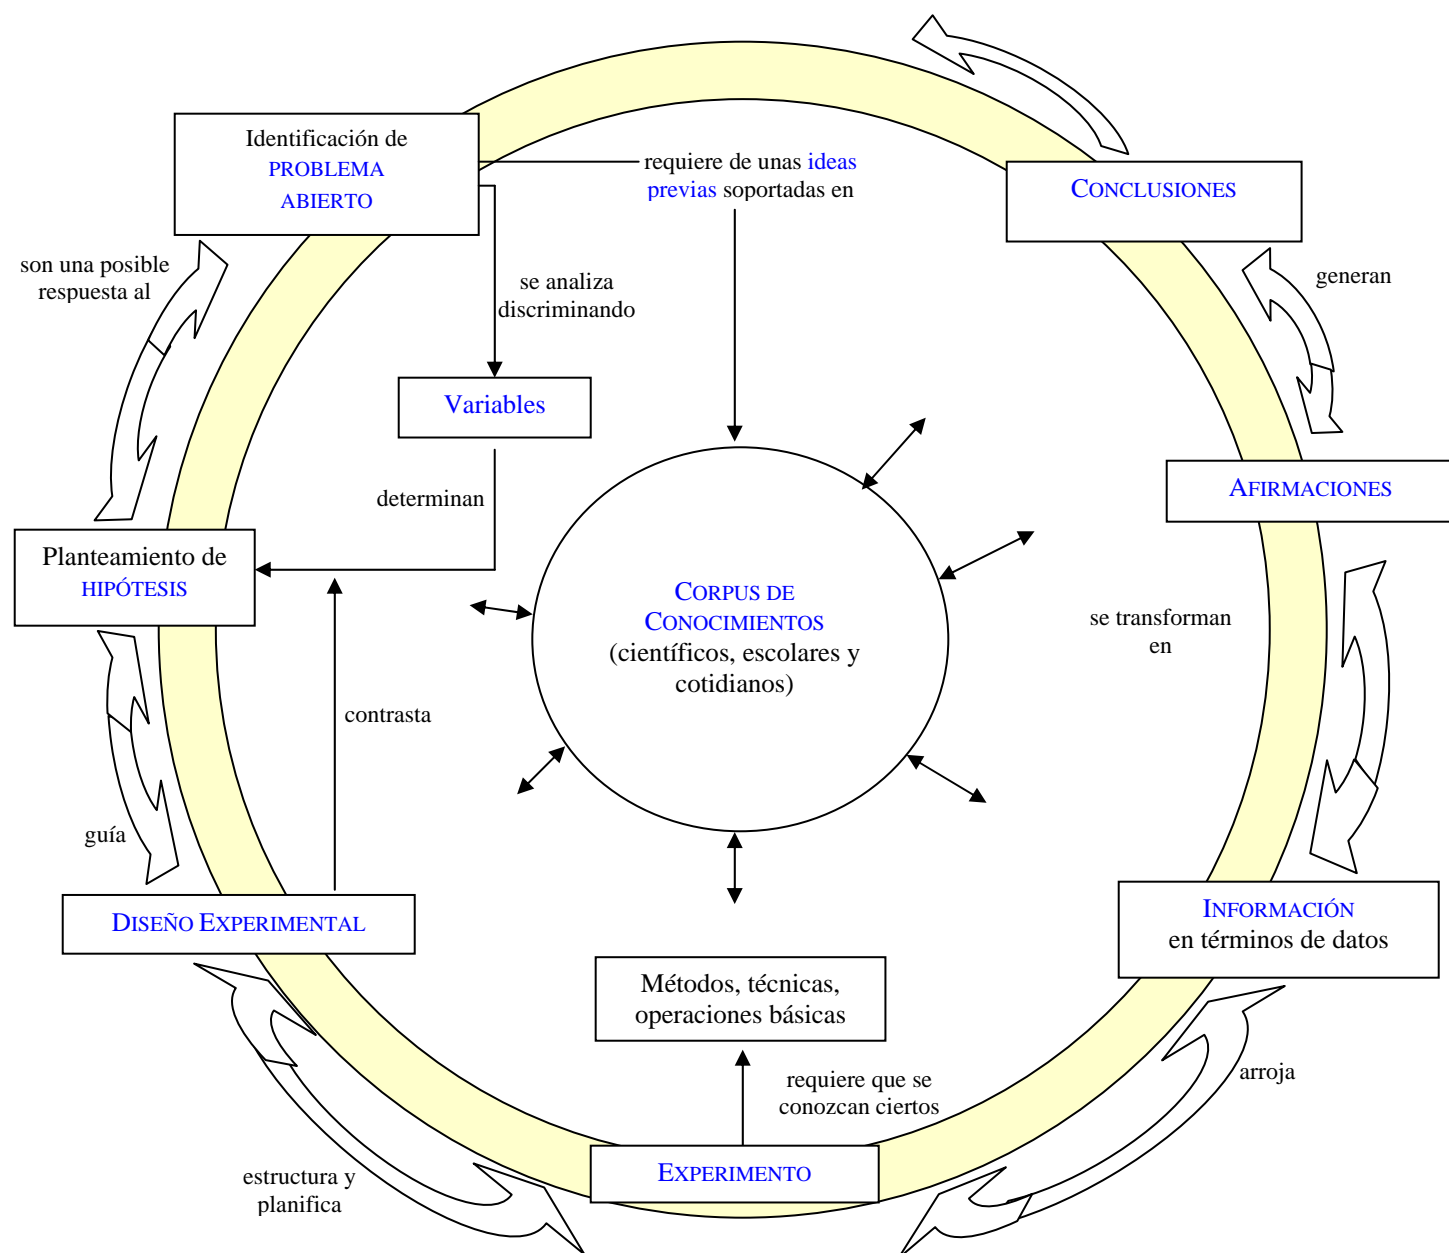 Identificación de
PROBLEMA
ABIERTO
requiere de unas ideas
previas soportadas en
CONCLUSIONES
son una posible
respuesta al
se analiza
discriminando
generan
Variables
determinan
AFIRMACIONES
Planteamiento de
HIPÓTESIS
CORPUS DE
CONOCIMIENTOS
(científicos, escolares y
cotidianos)
se transforman
en
contrasta
guía
DISEÑO EXPERIMENTAL
INFORMACIÓN
en términos de datos
Métodos, técnicas,
operaciones básicas
requiere que se
conozcan ciertos
arroja
EXPERIMENTO
estructura y
planifica